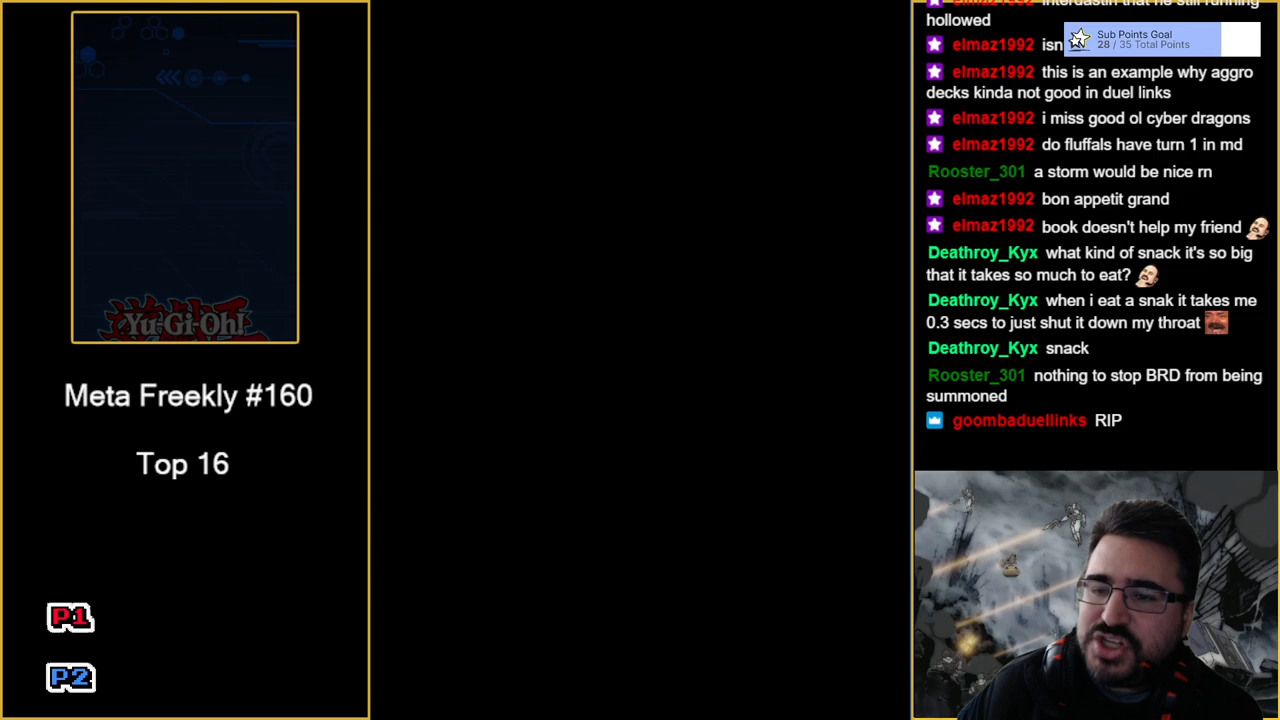 Yu-Gi-Oh!
Meta Freekly #160
Top 16
P1
P2
hollowed
elmaz1992 isn
Sub Points Goal
28 / 35 Total Points
elmaz1992 this is an example why aggro
decks kinda not good in duel links
elmaz1992 i miss good ol cyber dragons
elmaz1992 do fluffals have turn 1 in md
Rooster_301 a storm would be nice rn
elmaz1992 bon appetit grand
elmaz1992 book doesn't help my friend
Deathroy_Kyx what kind of snack it's so big
that it takes so much to eat?
Deathroy_Kyx when i eat a snak it takes me
0.3 secs to just shut it down my throat
Deathroy_Kyx snack
Rooster_301 nothing to stop BRD from being
summoned
goombaduellinks RIP